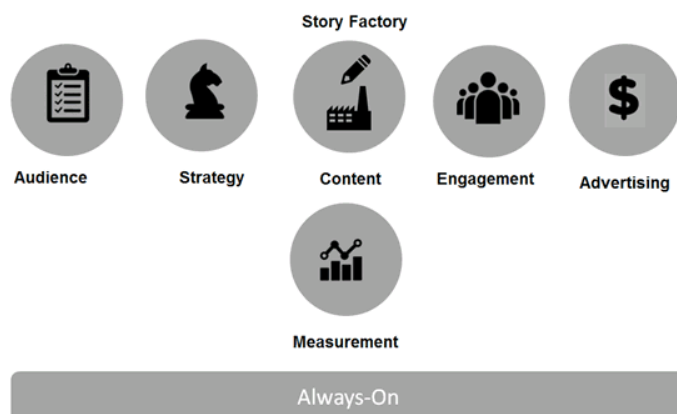 Story Factory
Audience
Strategy
Content
Engagement
Advertising
Measurement
Always-On